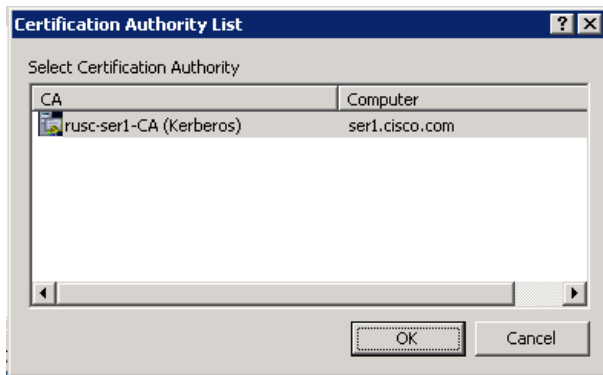 Certification Authority List
Select Certification Authority
CA Computer
rusc-ser1-CA (Kerberos) ser1.cisco.com
OK Cancel